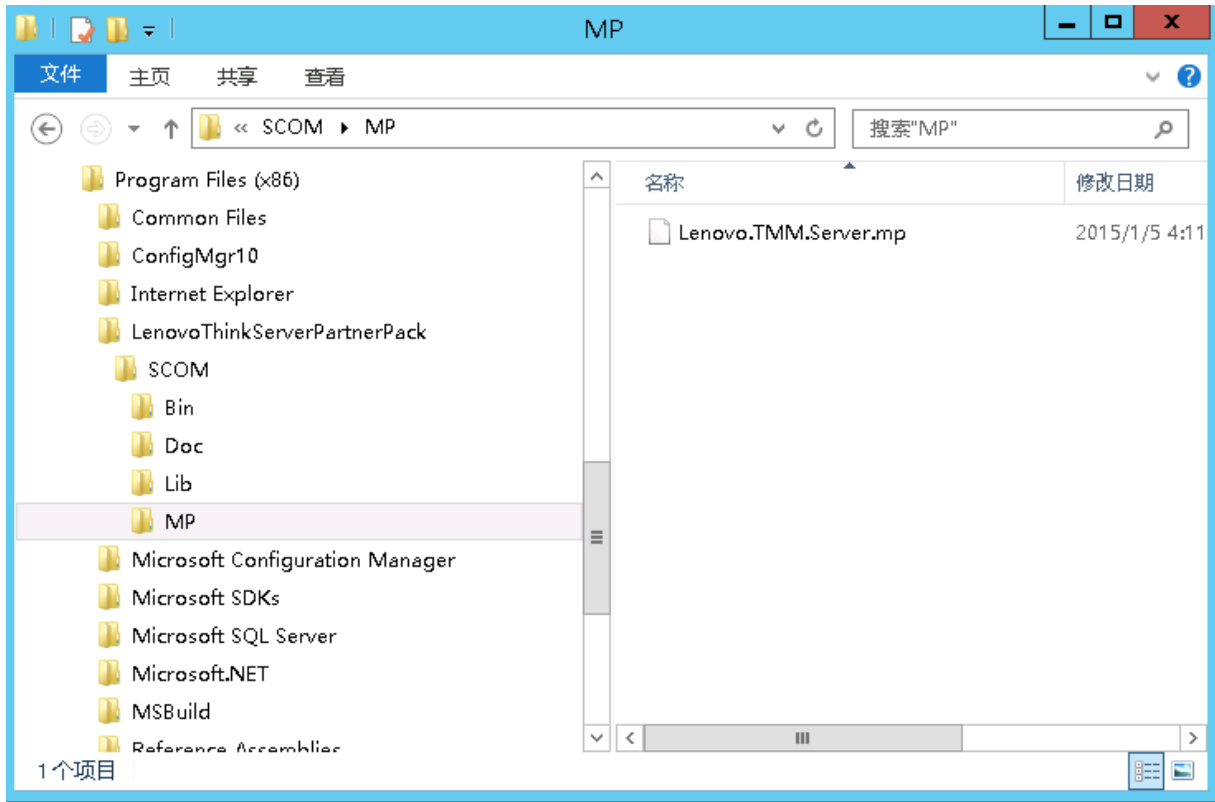 MP
文件 主页 共享 查看
« SCOM ▸ MP
搜索"MP"
Program Files (x86)
Common Files
ConfigMgr10
Internet Explorer
LenovoThinkServerPartnerPack
SCOM
Bin
Doc
Lib
MP
Microsoft Configuration Manager
Microsoft SDKs
Microsoft SQL Server
Microsoft.NET
MSBuild
Reference Assemblies
名称 修改日期
Lenovo.TMM.Server.mp 2015/1/5 4:11
1个项目